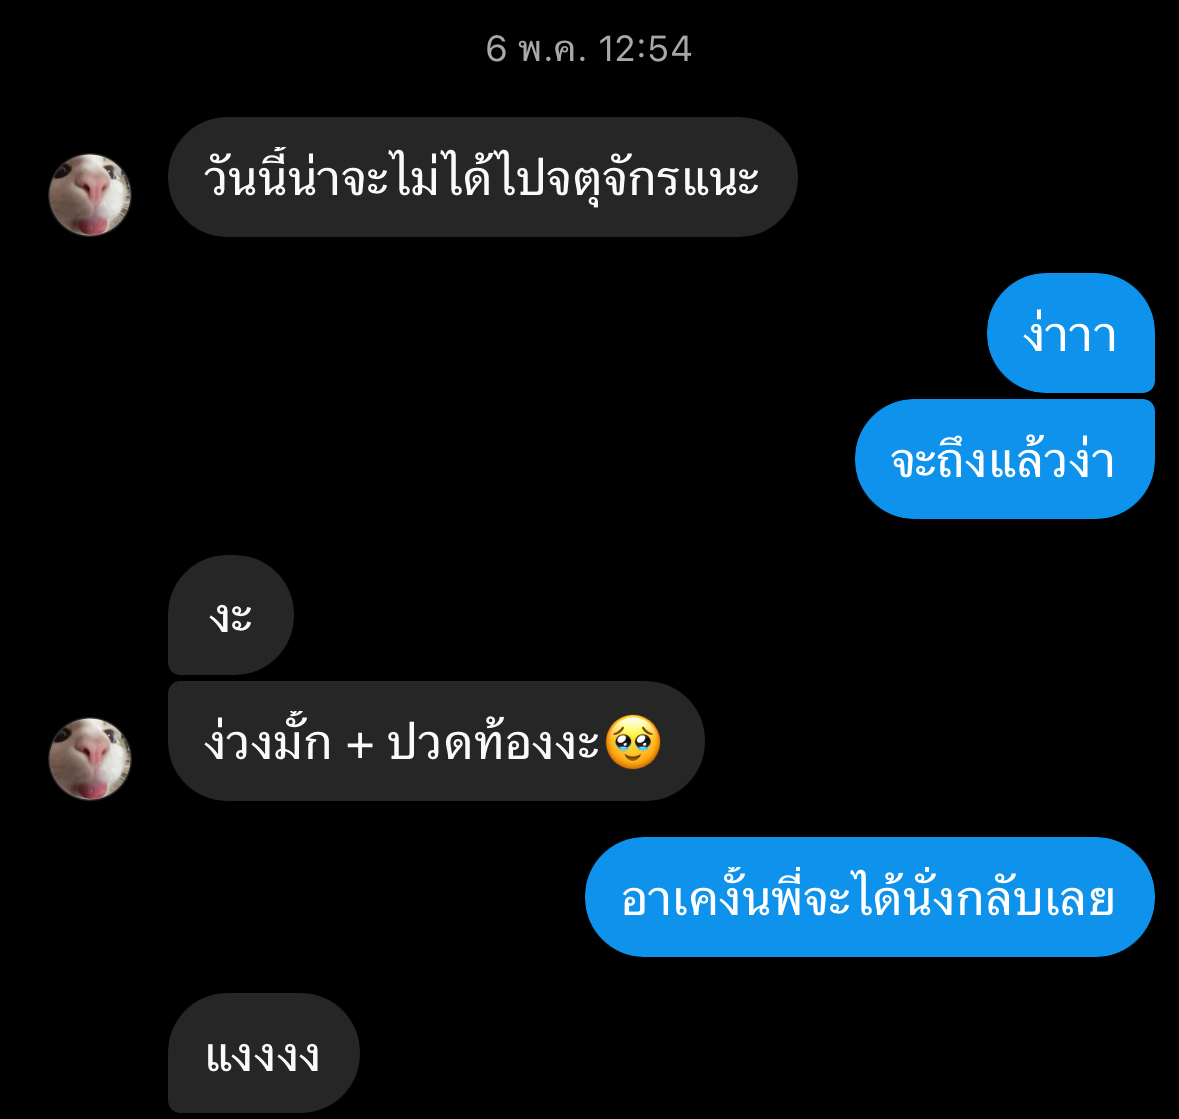 6 พ.ค. 12:54
วันนี้น่าจะไม่ได้ไปจตุจักรแนะ
ง่าาา
จะถึงแล้วง่า
งะ
ง่วงมั้ก + ปวดท้องงะ🥹
อาเคงั้นพี่จะได้นั่งกลับเลย
แงงงง